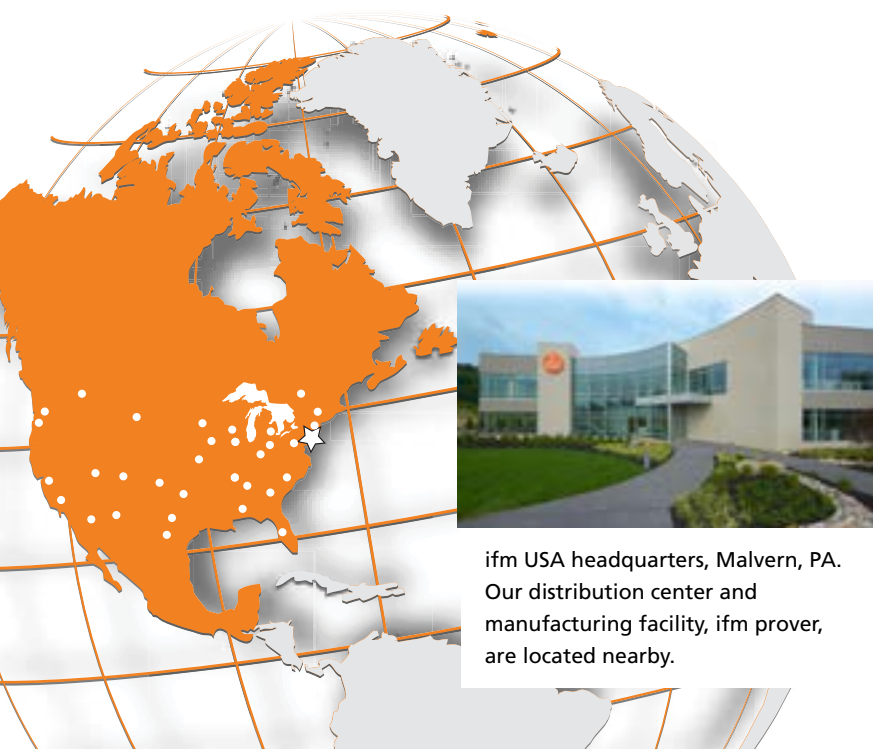 ifm USA headquarters, Malvern, PA.
Our distribution center and
manufacturing facility, ifm prover,
are located nearby.